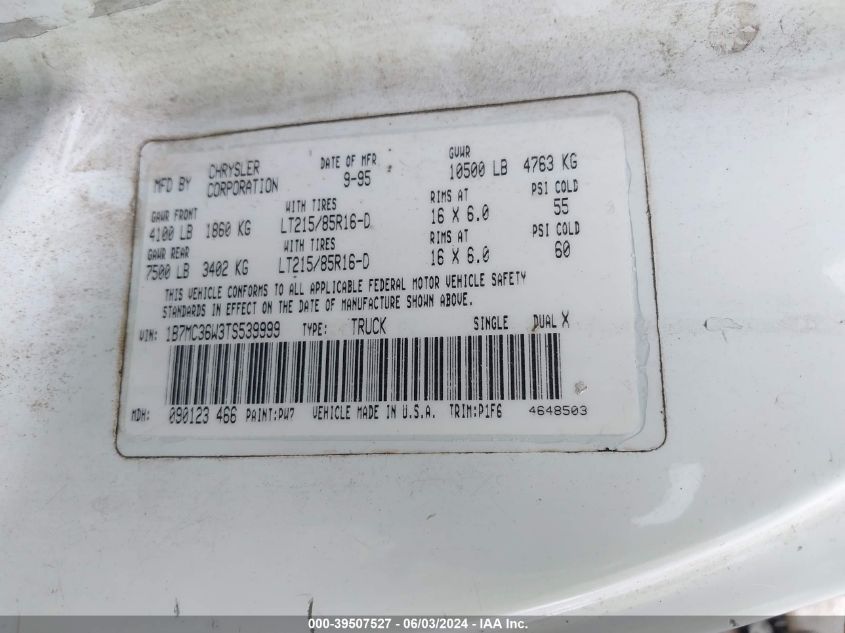 MFD BY CHRYSLER CORPORATION DATE OF MFR 9-95 GVWR 10500 LB 4763 KG
GAWR FRONT 4100 LB 1860 KG WITH TIRES LT215/85R16-D RIMS AT 16 X 6.0 PSI COLD 55
GAWR REAR 7500 LB 3402 KG WITH TIRES LT215/85R16-D RIMS AT 16 X 6.0 PSI COLD 60
THIS VEHICLE CONFORMS TO ALL APPLICABLE FEDERAL MOTOR VEHICLE SAFETY
STANDARDS IN EFFECT ON THE DATE OF MANUFACTURE SHOWN ABOVE.
VIN: 1B7MC36W3TS539999 TYPE: TRUCK SINGLE DUAL X
MDH: 090123 466 PAINT:PW7 VEHICLE MADE IN U.S.A. TRIM:P1F6 4648503
000-39507527 - 06/03/2024 - IAA Inc.